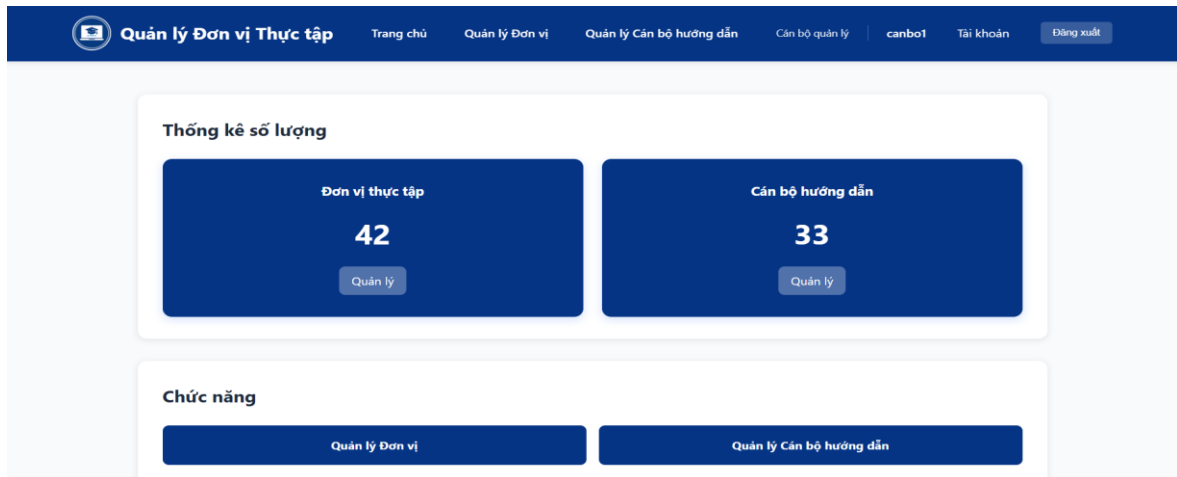 Quản lý Đơn vị Thực tập Trang chủ Quản lý Đơn vị Quản lý Cán bộ hướng dẫn Cán bộ quản lý canbo1 Tài khoản Đăng xuất
Thống kê số lượng
Đơn vị thực tập Cán bộ hướng dẫn
42 33
Quản lý Quản lý
Chức năng
Quản lý Đơn vị Quản lý Cán bộ hướng dẫn